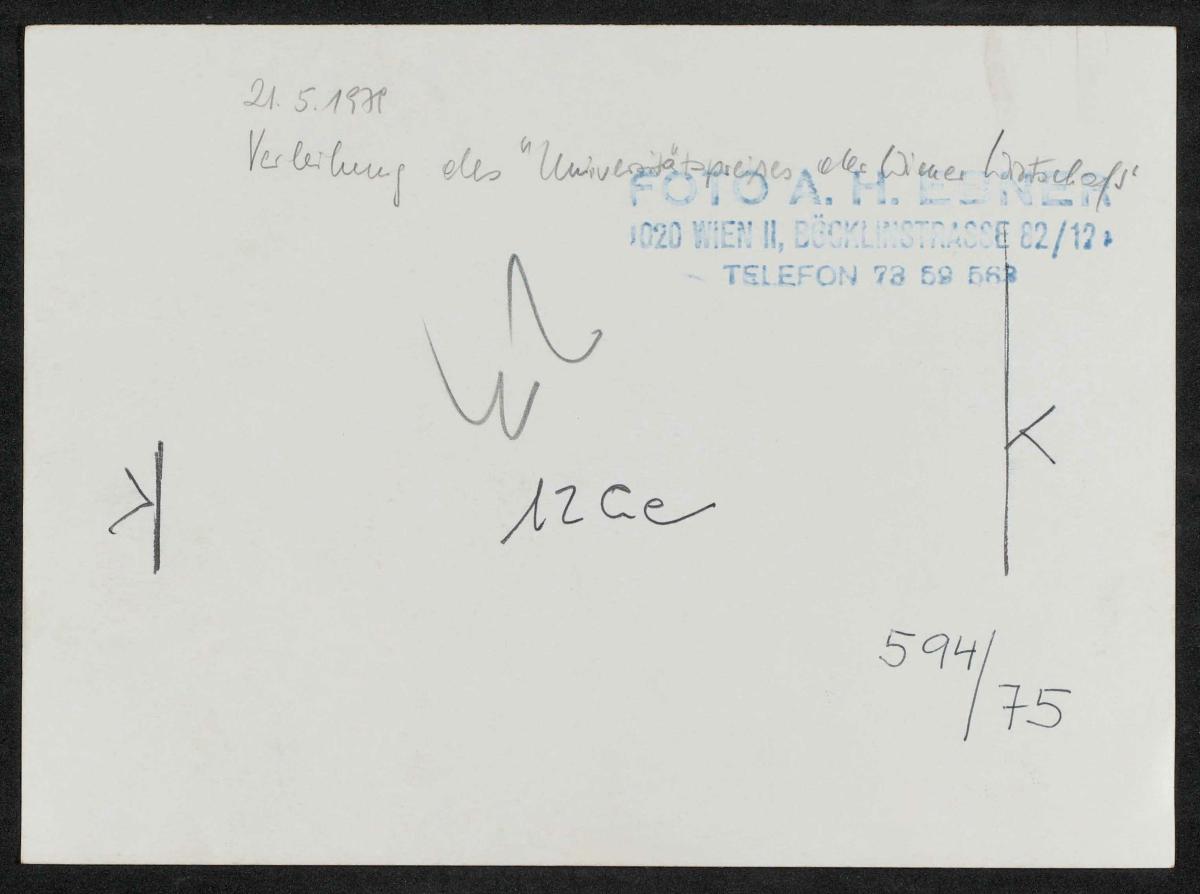 21.5.1979
Verleihung des "Universitätspreises der Wiener Wirtschaft"
FOTO A. H. EBNER
1020 WIEN II, BÖCKLINSTRASSE 82/12
TELEFON 73 59 563
12 Ce
594/75